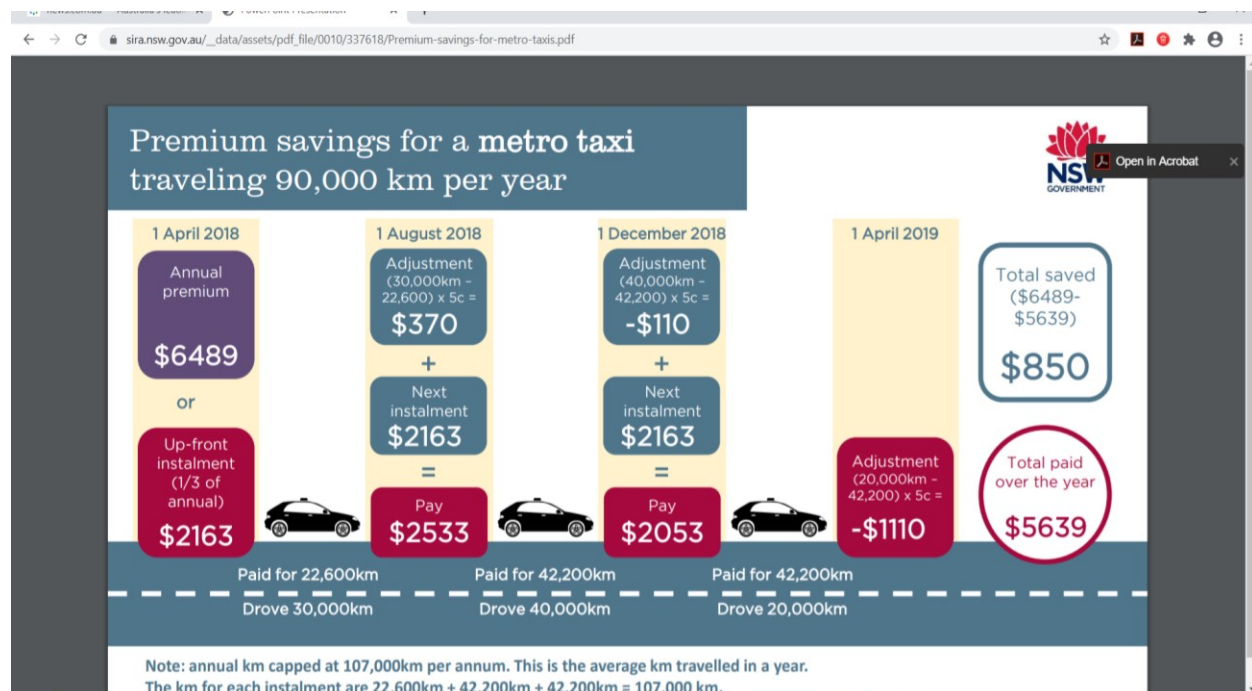 PowerPoint Presentation
sira.nsw.gov.au/_data/assets/pdf_file/0010/337618/Premium-savings-for-metro-taxis.pdf
Open in Acrobat
Premium savings for a metro taxi
traveling 90,000 km per year
NSW
GOVERNMENT
1 April 2018
Annual
premium
$6489
or
Up-front
instalment
(1/3 of
annual)
$2163
1 August 2018
Adjustment
(30,000km –
22,600) x 5c =
$370
+
Next
instalment
$2163
=
Pay
$2533
1 December 2018
Adjustment
(40,000km –
42,200) x 5c =
-$110
+
Next
instalment
$2163
=
Pay
$2053
1 April 2019
Adjustment
(20,000km –
42,200) x 5c =
-$1110
Total saved
($6489-
$5639)
$850
Total paid
over the year
$5639
Paid for 22,600km
Paid for 42,200km
Paid for 42,200km
Drove 30,000km
Drove 40,000km
Drove 20,000km
Note: annual km capped at 107,000km per annum. This is the average km travelled in a year.
The km for each instalment are 22,600km + 42,200km + 42,200km = 107,000 km.